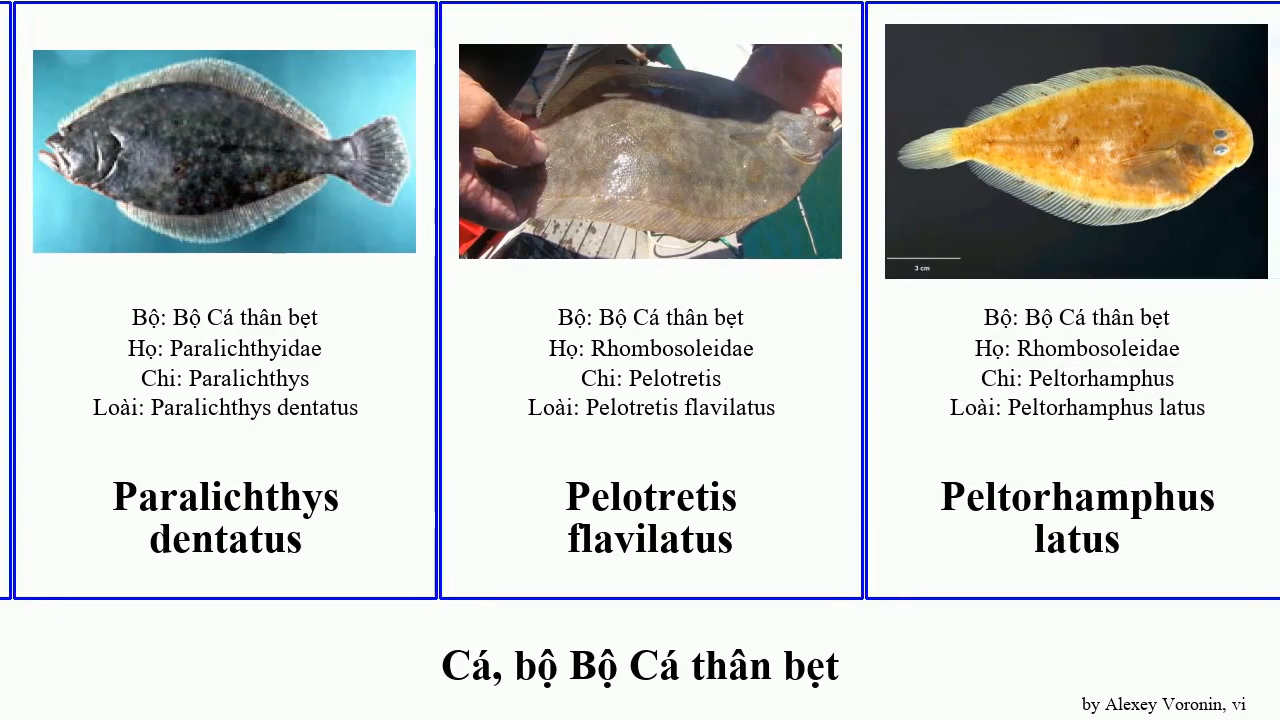 Bộ: Bộ Cá thân bẹt
Họ: Paralichthyidae
Chi: Paralichthys
Loài: Paralichthys dentatus
Paralichthys
dentatus
Bộ: Bộ Cá thân bẹt
Họ: Rhombosoleidae
Chi: Pelotretis
Loài: Pelotretis flavilatus
Pelotretis
flavilatus
3 cm
Bộ: Bộ Cá thân bẹt
Họ: Rhombosoleidae
Chi: Peltorhamphus
Loài: Peltorhamphus latus
Peltorhamphus
latus
Cá, bộ Bộ Cá thân bẹt
by Alexey Voronin, vi